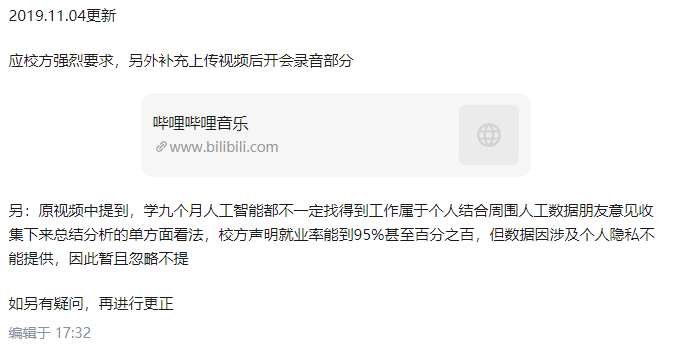 2019.11.04更新
应校方强烈要求，另外补充上传视频后开会录音部分
哔哩哔哩音乐
www.bilibili.com
另：原视频中提到，学九个月人工智能都不一定找得到工作属于个人结合周围人工数据朋友意见收
集下来总结分析的单方面看法，校方声明就业率能到95%甚至百分之百，但数据因涉及个人隐私不
能提供，因此暂且忽略不提
如另有疑问，再进行更正
编辑于 17:32